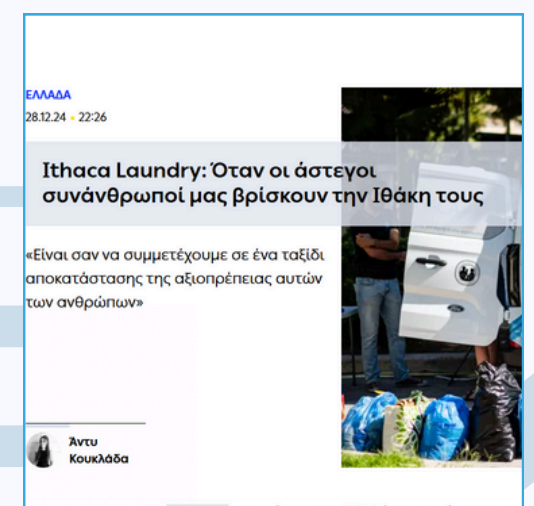 ΕΛΛΑΔΑ
28.12.24 • 22:26
Ithaca Laundry: Όταν οι άστεγοι
συνάνθρωποί μας βρίσκουν την Ιθάκη τους
«Είναι σαν να συμμετέχουμε σε ένα ταξίδι
αποκατάστασης της αξιοπρέπειας αυτών
των ανθρώπων»
Άντυ
Κουκλάδα